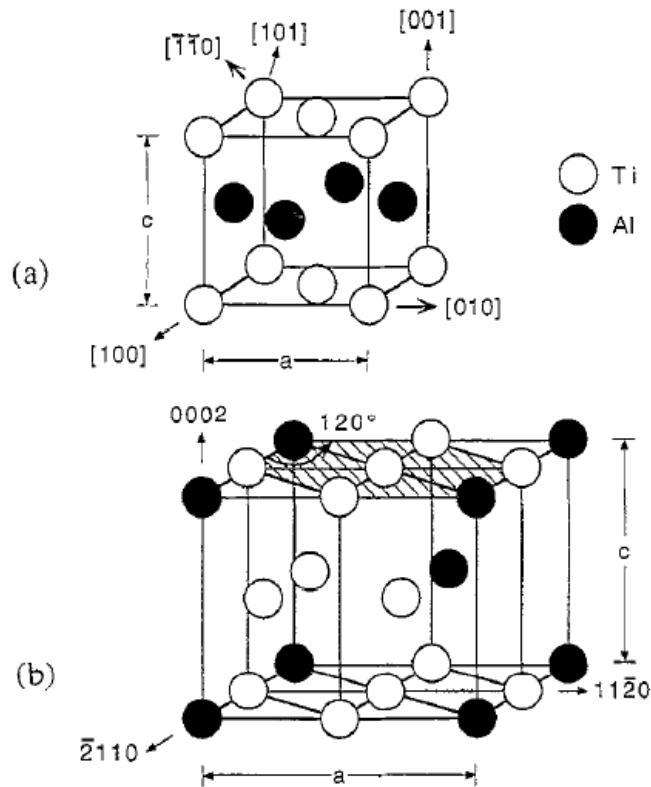 [101]
[001]
[1̄1̄0]
Ti
c
Al
(a)
[010]
[100]
a
0002
120°
c
(b)
112̄0
2̄110
a